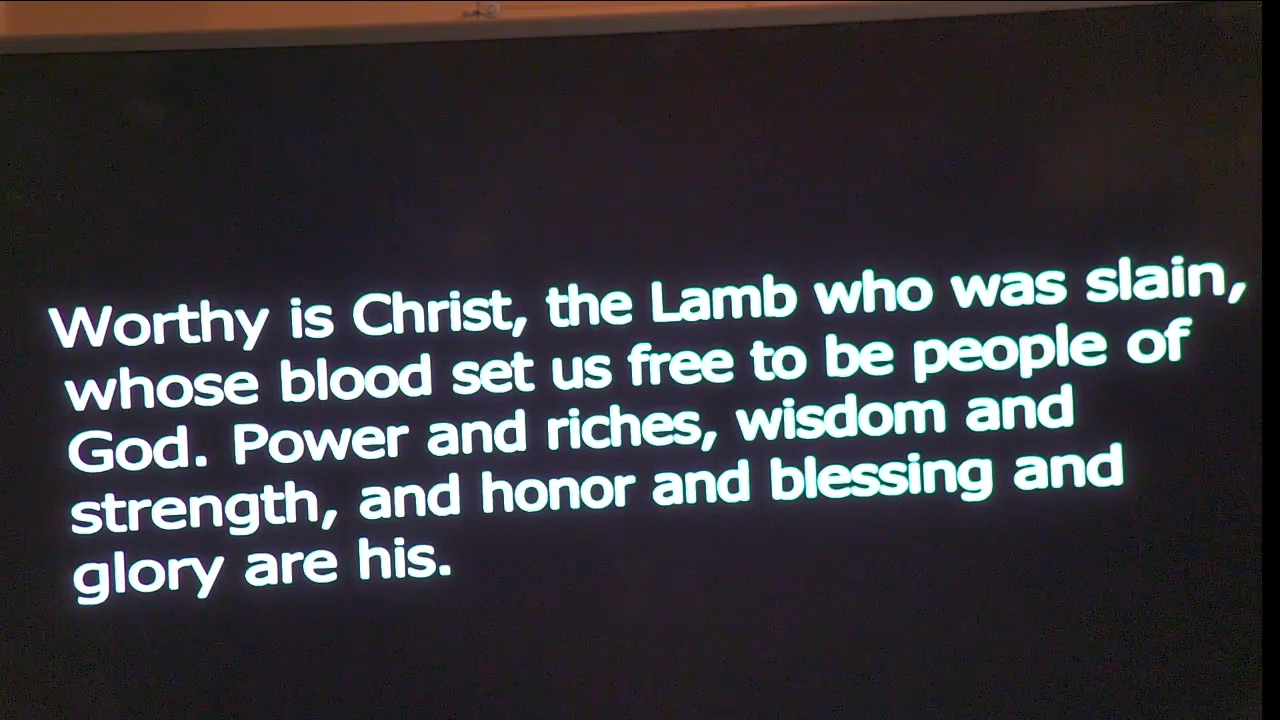 Worthy is Christ, the Lamb who was slain,
whose blood set us free to be people of
God. Power and riches, wisdom and
strength, and honor and blessing and
glory are his.